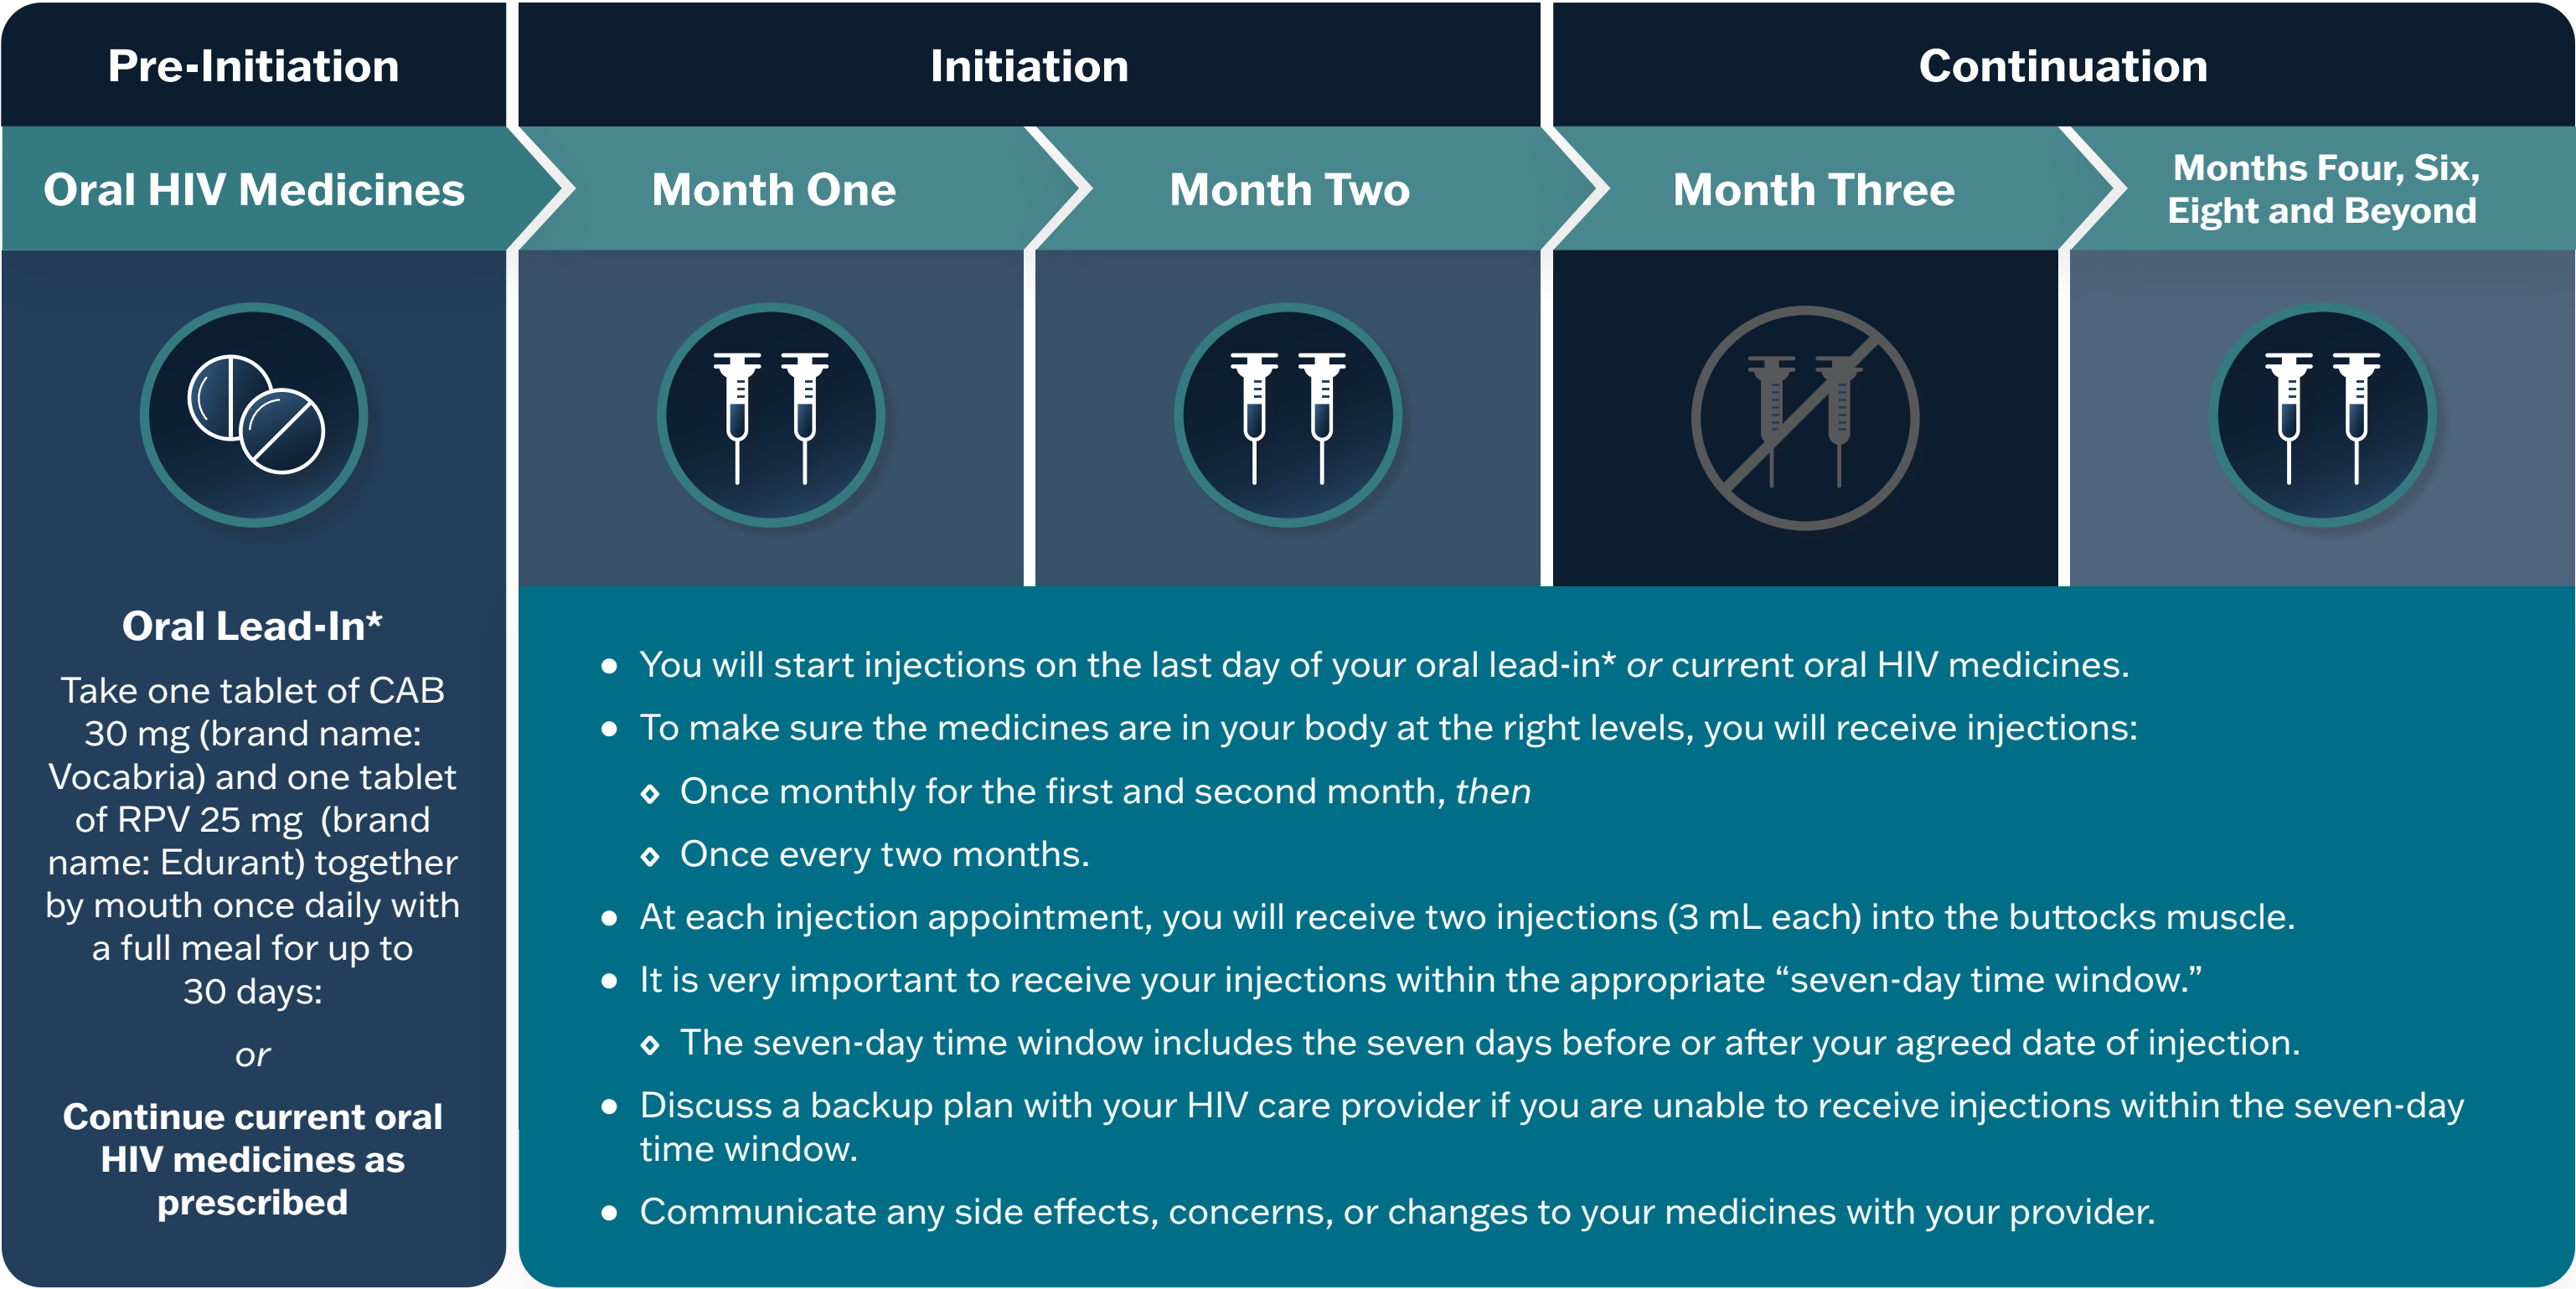 Pre-Initiation
Initiation
Continuation
Oral HIV Medicines
Month One
Month Two
Month Three
Months Four, Six,
Eight and Beyond
Oral Lead-In*
Take one tablet of CAB
30 mg (brand name:
Vocabria) and one tablet
of RPV 25 mg (brand
name: Edurant) together
by mouth once daily with
a full meal for up to
30 days:
or
Continue current oral
HIV medicines as
prescribed
● You will start injections on the last day of your oral lead-in* or current oral HIV medicines.
● To make sure the medicines are in your body at the right levels, you will receive injections:
⋄ Once monthly for the first and second month, then
⋄ Once every two months.
● At each injection appointment, you will receive two injections (3 mL each) into the buttocks muscle.
● It is very important to receive your injections within the appropriate “seven-day time window.”
⋄ The seven-day time window includes the seven days before or after your agreed date of injection.
● Discuss a backup plan with your HIV care provider if you are unable to receive injections within the seven-day
time window.
● Communicate any side effects, concerns, or changes to your medicines with your provider.